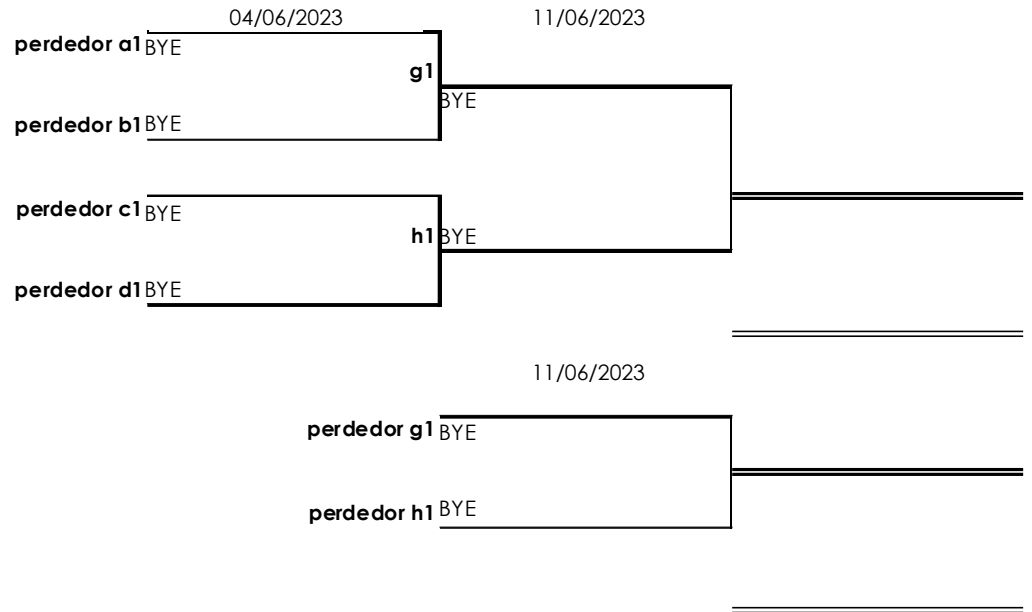 04/06/2023 11/06/2023
perdedor a1 BYE
g1
BYE
perdedor b1 BYE
perdedor c1 BYE
h1 BYE
perdedor d1 BYE
11/06/2023
perdedor g1 BYE
perdedor h1 BYE